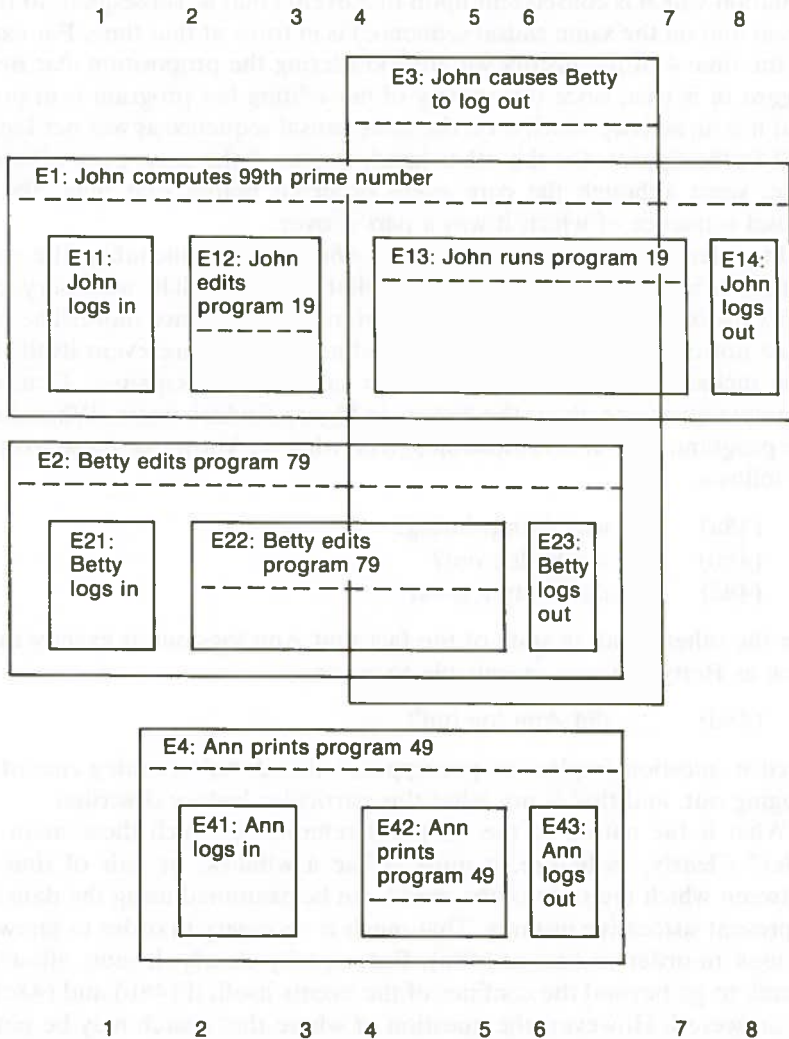 1 2 3 4 5 6 7 8
E3: John causes Betty
to log out
E1: John computes 99th prime number
E11:
John
logs in
E12: John
edits
program 19
E13: John runs program 19
E14:
John
logs
out
E2: Betty edits program 79
E21:
Betty
logs in
E22: Betty edits
program 79
E23:
Betty
logs
out
E4: Ann prints program 49
E41: Ann
logs in
E42: Ann
prints
program 49
E43:
Ann
logs
out
1 2 3 4 5 6 7 8